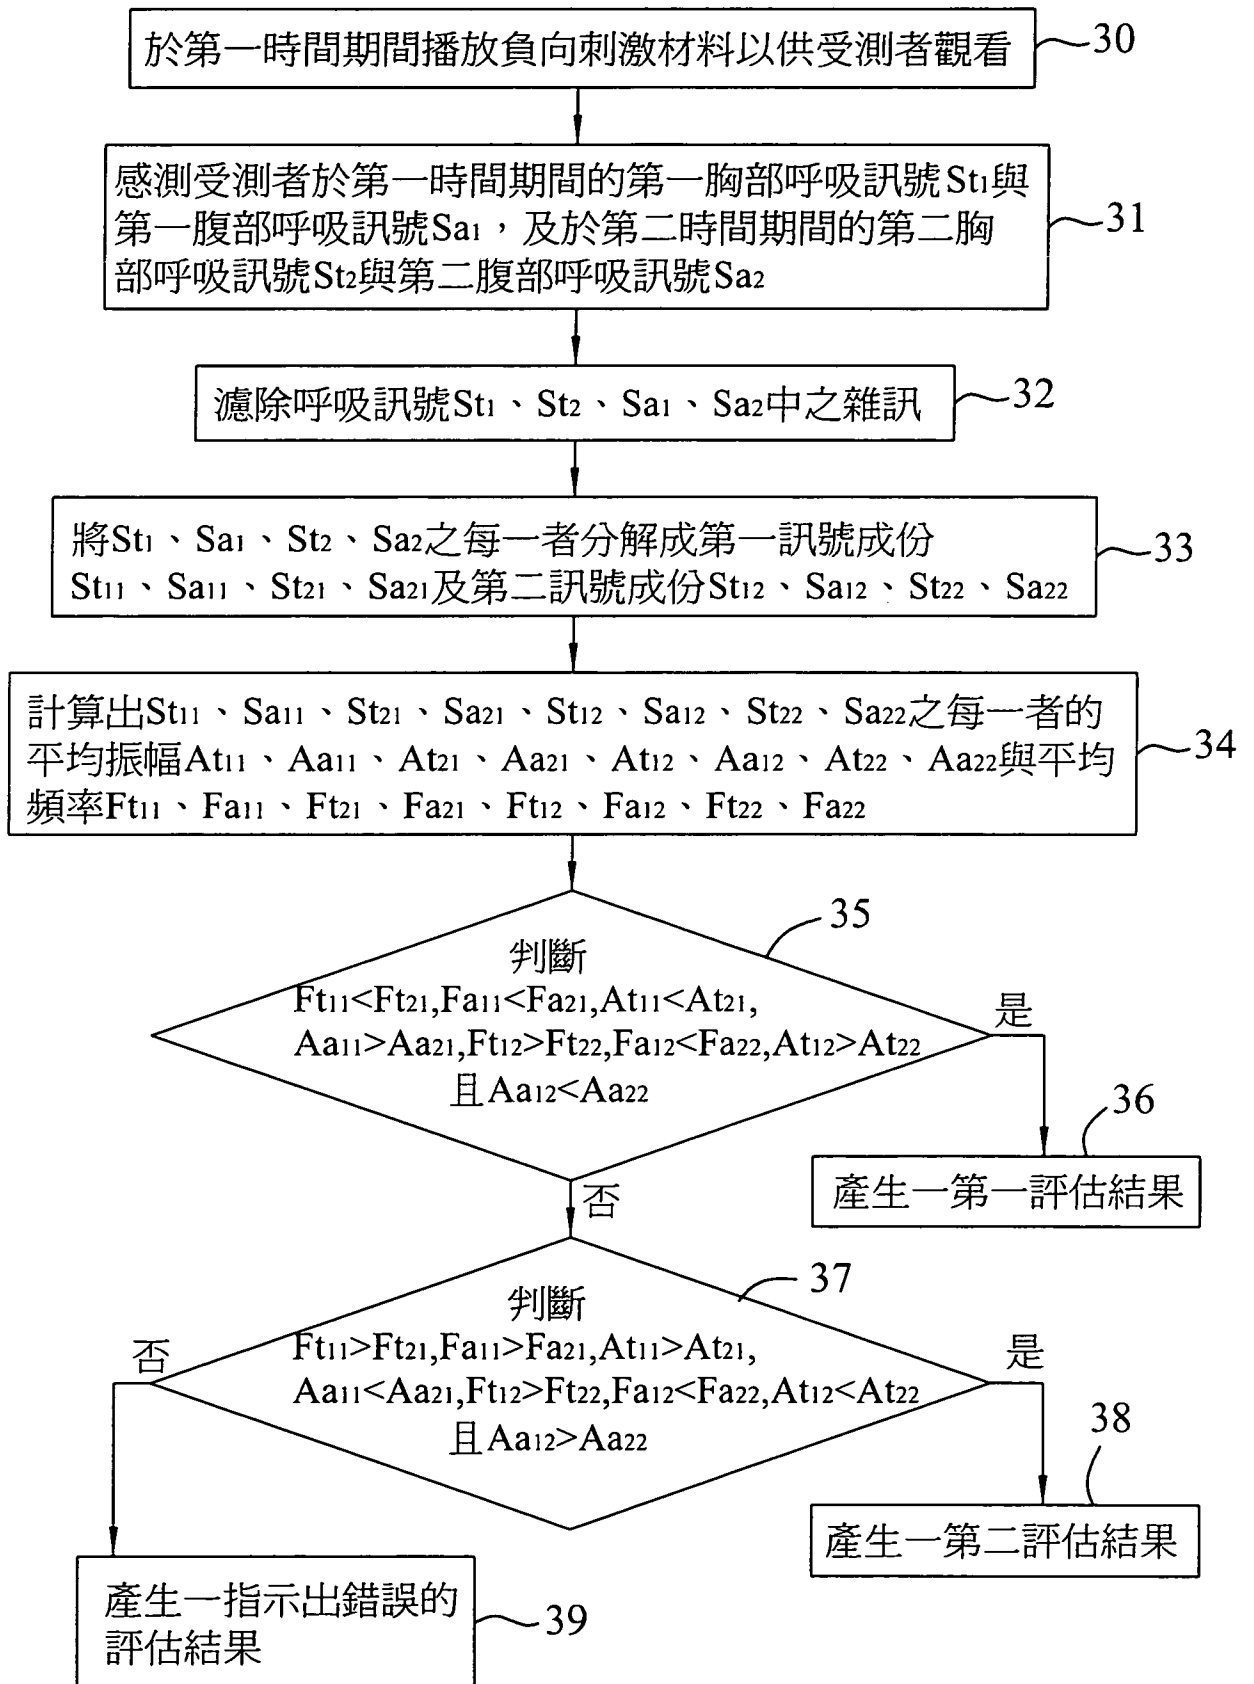 於第一時間期間播放負向刺激材料以供受測者觀看
30
感測受測者於第一時間期間的第一胸部呼吸訊號St1與
第一腹部呼吸訊號Sa1，及於第二時間期間的第二胸
部呼吸訊號St2與第二腹部呼吸訊號Sa2
31
濾除呼吸訊號St1、St2、Sa1、Sa2中之雜訊
32
將St1、Sa1、St2、Sa2之每一者分解成第一訊號成份
St11、Sa11、St21、Sa21及第二訊號成份St12、Sa12、St22、Sa22
33
計算出St11、Sa11、St21、Sa21、St12、Sa12、St22、Sa22之每一者的
平均振幅At11、Aa11、At21、Aa21、At12、Aa12、At22、Aa22與平均
頻率Ft11、Fa11、Ft21、Fa21、Ft12、Fa12、Ft22、Fa22
34
35
判斷
Ft11<Ft21,Fa11<Fa21,At11<At21,
Aa11>Aa21,Ft12>Ft22,Fa12<Fa22,At12>At22
且Aa12<Aa22
是
36
產生一第一評估結果
否
37
判斷
Ft11>Ft21,Fa11>Fa21,At11>At21,
Aa11<Aa21,Ft12>Ft22,Fa12<Fa22,At12<At22
且Aa12>Aa22
否
是
38
產生一第二評估結果
產生一指示出錯誤的
評估結果
39